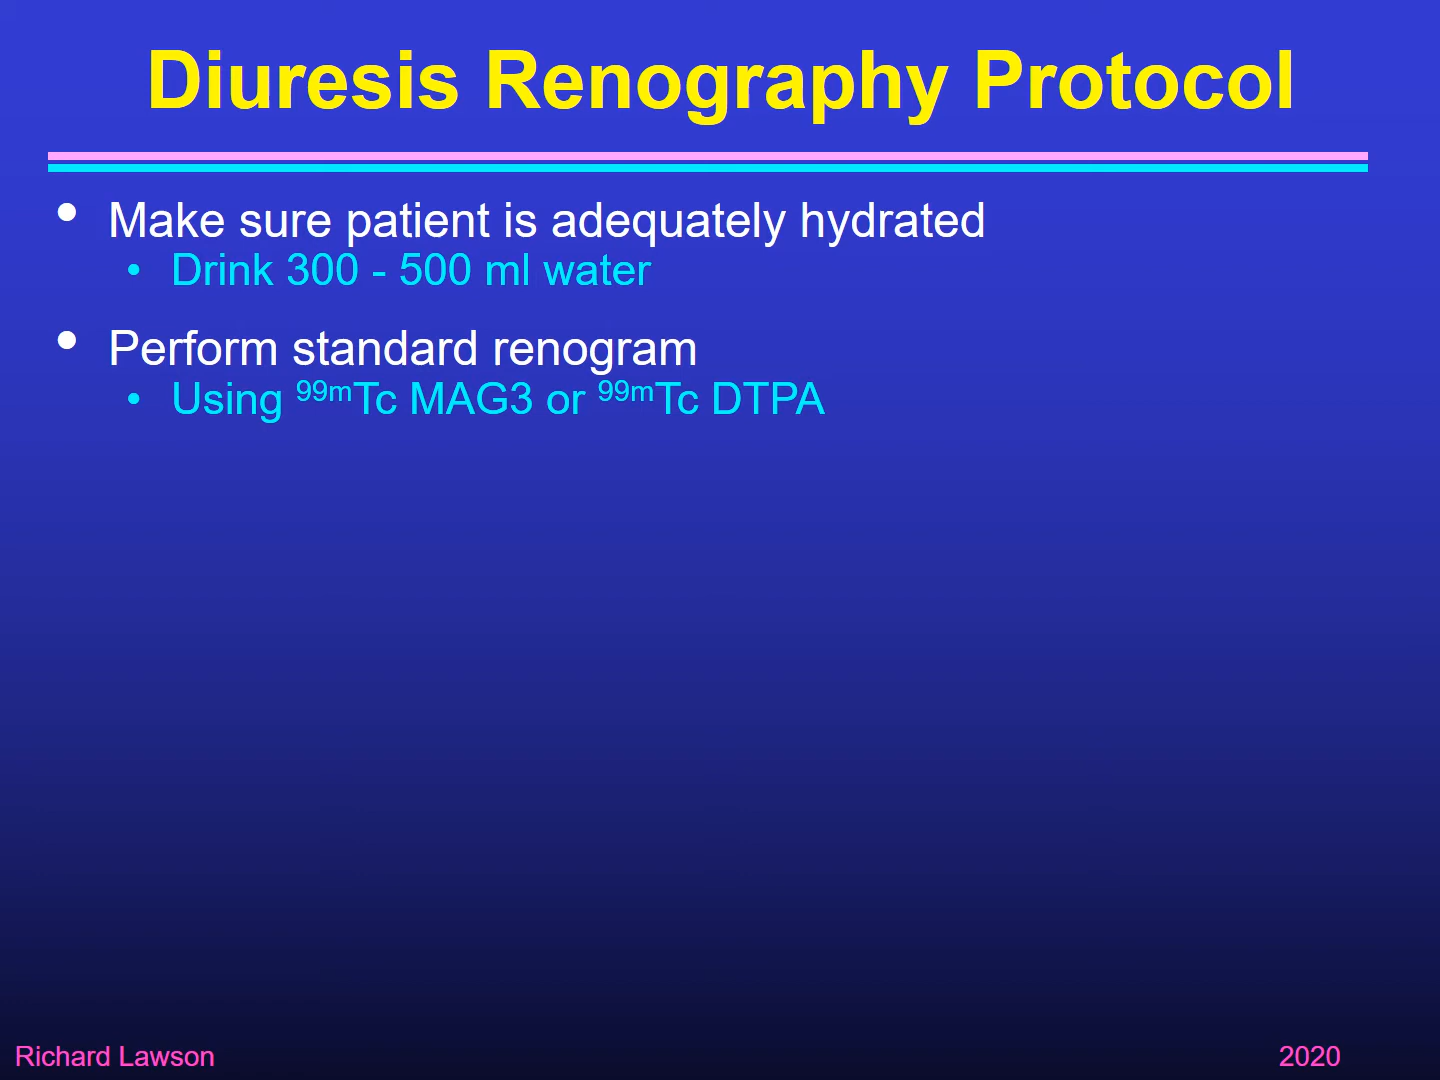 Diuresis Renography Protocol
• Make sure patient is adequately hydrated
• Drink 300 - 500 ml water
• Perform standard renogram
• Using ⁹⁹ᵐTc MAG3 or ⁹⁹ᵐTc DTPA
Richard Lawson
2020